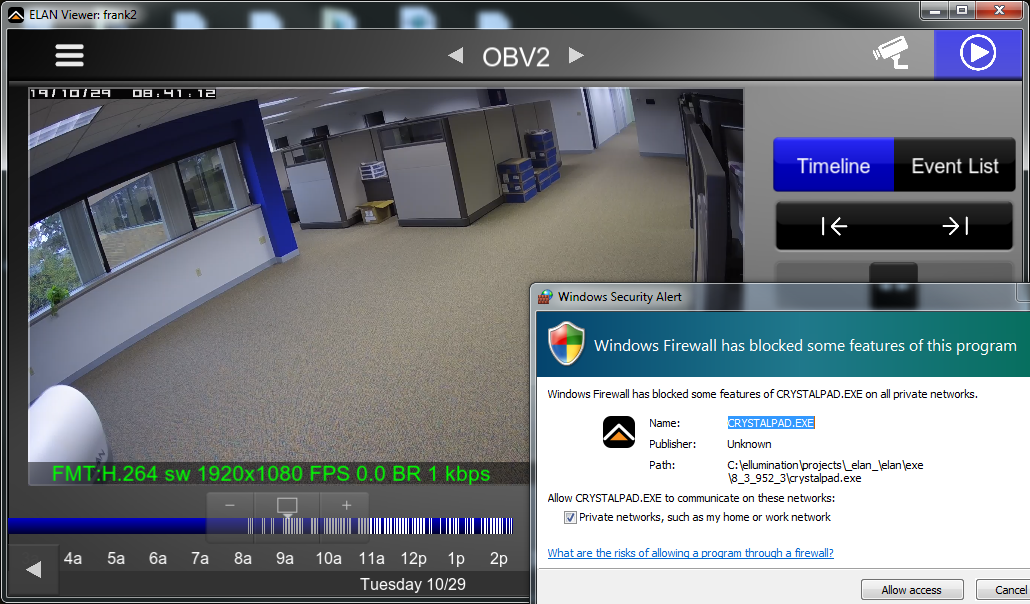 ELAN Viewer: frank2
OBV2
19/10/29 08:41:12
Timeline
Event List
Windows Security Alert
Windows Firewall has blocked some features of this program
Windows Firewall has blocked some features of CRYSTALPAD.EXE on all private networks.
Name: CRYSTALPAD.EXE
Publisher: Unknown
Path: C:\ellumination\projects\_elan_\elan\exe
\8_3_952_3\crystalpad.exe
Allow CRYSTALPAD.EXE to communicate on these networks:
Private networks, such as my home or work network
What are the risks of allowing a program through a firewall?
Allow access
Cancel
FMT:H.264 sw 1920x1080 FPS 0.0 BR 1 kbps
4a 5a 6a 7a 8a 9a 10a 11a 12p 1p 2p
Tuesday 10/29